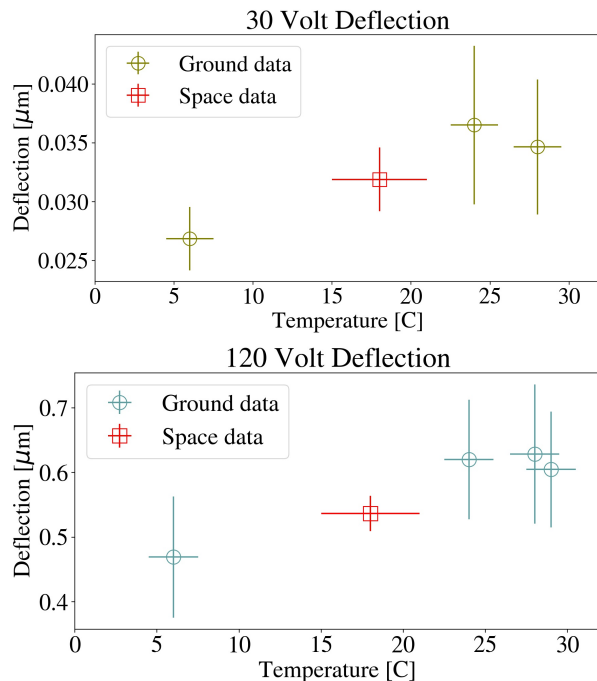 30 Volt Deflection
Deflection [μm]
0.040
0.035
0.030
0.025
Ground data
Space data
0 5 10 15 20 25 30
Temperature [C]
120 Volt Deflection
Deflection [μm]
0.7
0.6
0.5
0.4
Ground data
Space data
0 5 10 15 20 25 30
Temperature [C]